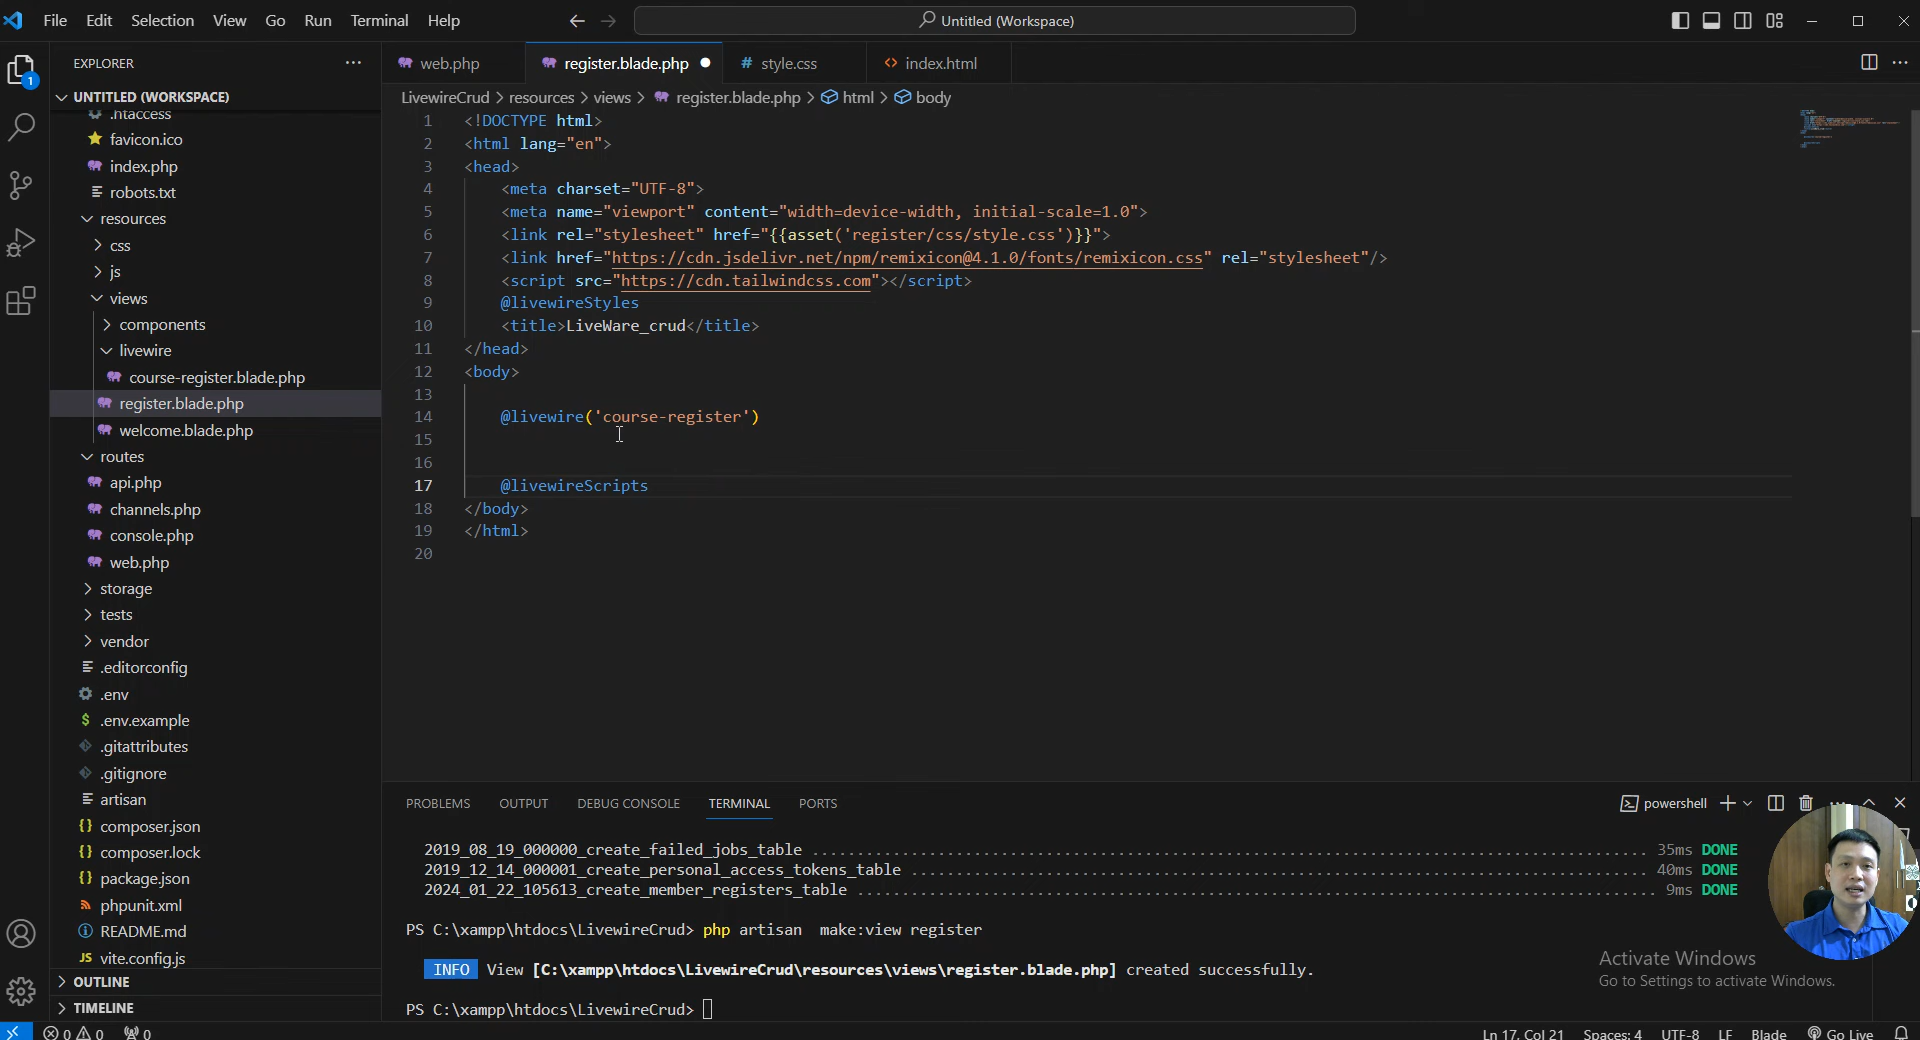 File Edit Selection View Go Run Terminal Help
Untitled (Workspace)
EXPLORER
UNTITLED (WORKSPACE)
.htaccess
favicon.ico
index.php
robots.txt
resources
css
js
views
components
livewire
course-register.blade.php
register.blade.php
welcome.blade.php
routes
api.php
channels.php
console.php
web.php
storage
tests
vendor
.editorconfig
.env
.env.example
.gitattributes
.gitignore
artisan
composer.json
composer.lock
package.json
phpunit.xml
README.md
vite.config.js
OUTLINE
TIMELINE
1
web.php register.blade.php style.css index.html
LivewireCrud > resources > views > register.blade.php > html > body
1 <!DOCTYPE html>
2 <html lang="en">
3 <head>
4 <meta charset="UTF-8">
5 <meta name="viewport" content="width=device-width, initial-scale=1.0">
6 <link rel="stylesheet" href="{{asset('register/css/style.css')}}">
7 <link href="https://cdn.jsdelivr.net/npm/remixicon@4.1.0/fonts/remixicon.css" rel="stylesheet"/>
8 <script src="https://cdn.tailwindcss.com"></script>
9 @livewireStyles
10 <title>LiveWare_crud</title>
11 </head>
12 <body>
13
14 @livewire('course-register')
15
16
17 @livewireScripts
18 </body>
19 </html>
20
PROBLEMS OUTPUT DEBUG CONSOLE TERMINAL PORTS
powershell
2019_08_19_000000_create_failed_jobs_table ........ 35ms DONE
2019_12_14_000001_create_personal_access_tokens_table ........ 40ms DONE
2024_01_22_105613_create_member_registers_table ........ 9ms DONE
PS C:\xampp\htdocs\LivewireCrud> php artisan  make:view register
INFO View [C:\xampp\htdocs\LivewireCrud\resources\views\register.blade.php] created successfully.
PS C:\xampp\htdocs\LivewireCrud>
Activate Windows
Go to Settings to activate Windows.
0 0 0
Ln 17, Col 21 Spaces: 4 UTF-8 LF Blade Go Live